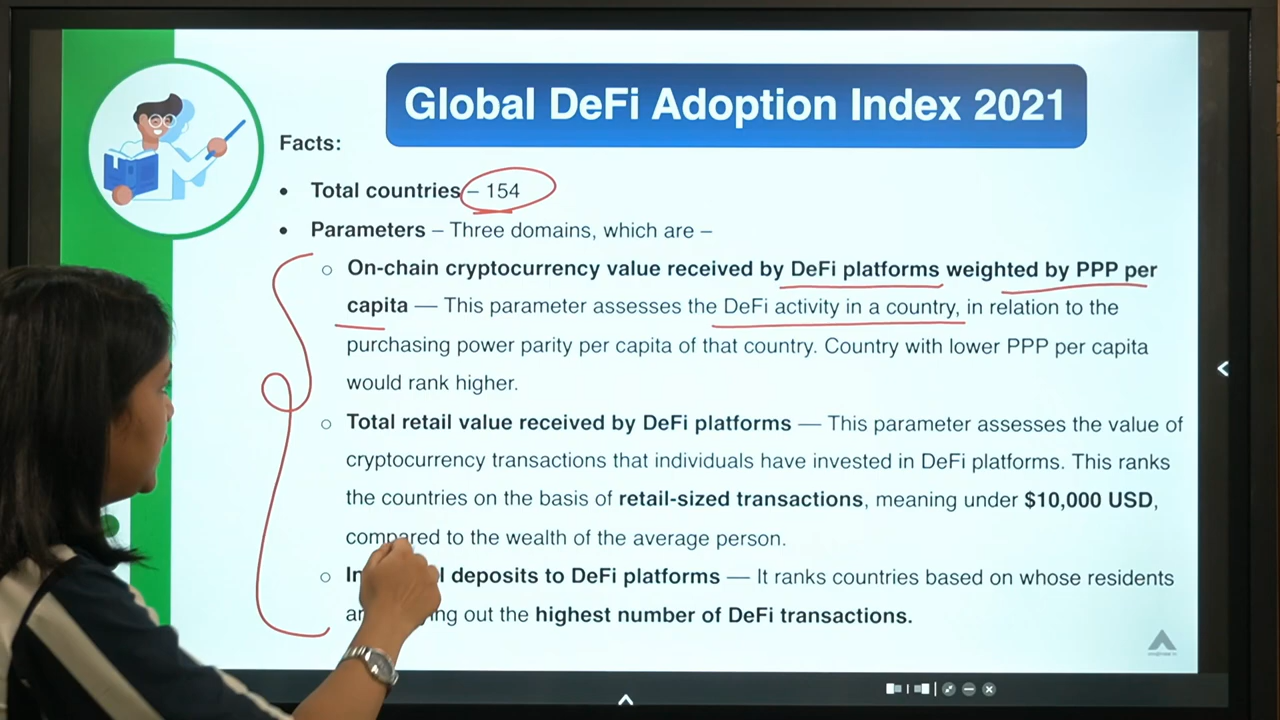 Global DeFi Adoption Index 2021
Facts:
• Total countries – 154
• Parameters – Three domains, which are –
○ On-chain cryptocurrency value received by DeFi platforms weighted by PPP per
capita — This parameter assesses the DeFi activity in a country, in relation to the
purchasing power parity per capita of that country. Country with lower PPP per capita
would rank higher.
○ Total retail value received by DeFi platforms — This parameter assesses the value of
cryptocurrency transactions that individuals have invested in DeFi platforms. This ranks
the countries on the basis of retail-sized transactions, meaning under $10,000 USD,
compared to the wealth of the average person.
○ deposits to DeFi platforms — It ranks countries based on whose residents
out the highest number of DeFi transactions.